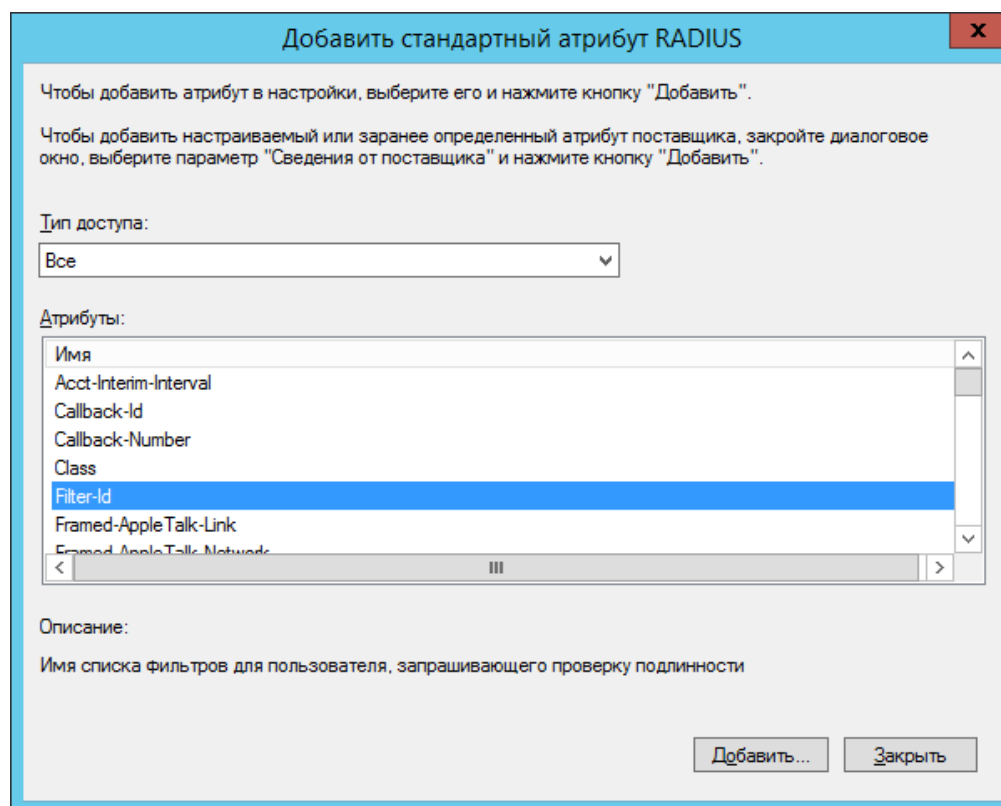 Добавить стандартный атрибут RADIUS
x
Чтобы добавить атрибут в настройки, выберите его и нажмите кнопку "Добавить".
Чтобы добавить настраиваемый или заранее определенный атрибут поставщика, закройте диалоговое
окно, выберите параметр "Сведения от поставщика" и нажмите кнопку "Добавить".
Тип доступа:
Все
Атрибуты:
Имя
Acct-Interim-Interval
Callback-Id
Callback-Number
Class
Filter-Id
Framed-AppleTalk-Link
Framed-AppleTalk-Network
Описание:
Имя списка фильтров для пользователя, запрашивающего проверку подлинности
Добавить...
Закрыть